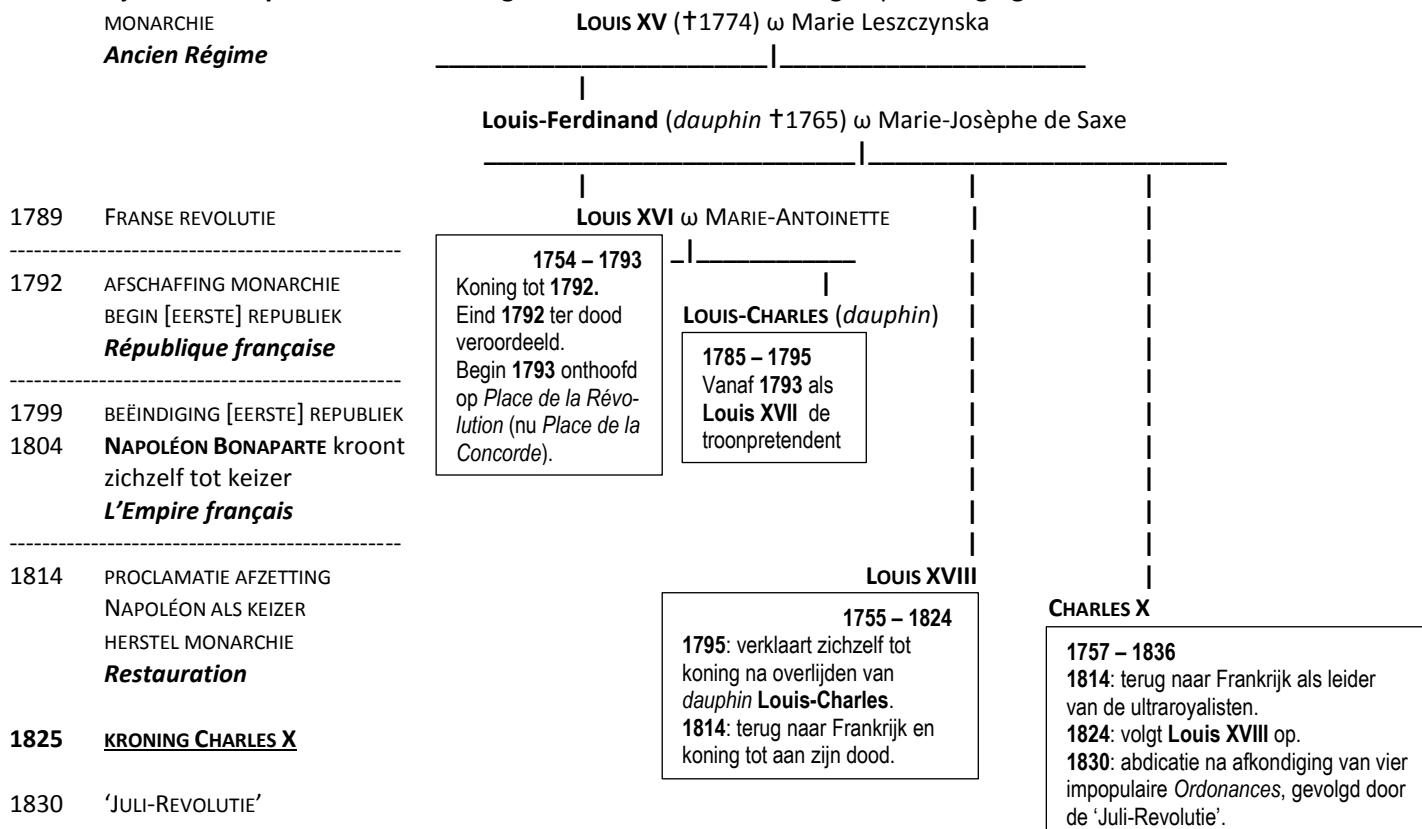 MONARCHIE
Ancien Régime
1789 FRANSE REVOLUTIE
1792 AFSCHAFFING MONARCHIE
BEGIN [EERSTE] REPUBLIEK
République française
1799 BEËINDIGING [EERSTE] REPUBLIEK
1804 NAPOLÉON BONAPARTE kroont
zichzelf tot keizer
L’Empire français
1814 PROCLAMATIE AFZETTING
NAPOLÉON ALS KEIZER
HERSTEL MONARCHIE
Restauration
1825 KRONING CHARLES X
1830 ‘JULI-REVOLUTIE’
LOUIS XV (✝1774) ω Marie Leszczynska
Louis-Ferdinand (dauphin ✝1765) ω Marie-Josèphe de Saxe
LOUIS XVI ω MARIE-ANTOINETTE
1754 – 1793
Koning tot 1792.
Eind 1792 ter dood
veroordeeld.
Begin 1793 onthoofd
op Place de la Révo-
lution (nu Place de la
Concorde).
LOUIS-CHARLES (dauphin)
1785 – 1795
Vanaf 1793 als
Louis XVII de
troonpretendent
LOUIS XVIII
1755 – 1824
1795: verklaart zichzelf tot
koning na overlijden van
dauphin Louis-Charles.
1814: terug naar Frankrijk en
koning tot aan zijn dood.
CHARLES X
1757 – 1836
1814: terug naar Frankrijk als leider
van de ultraroyalisten.
1824: volgt Louis XVIII op.
1830: abdicatie na afkondiging van vier
impopulaire Ordonances, gevolgd door
de ‘Juli-Revolutie’.